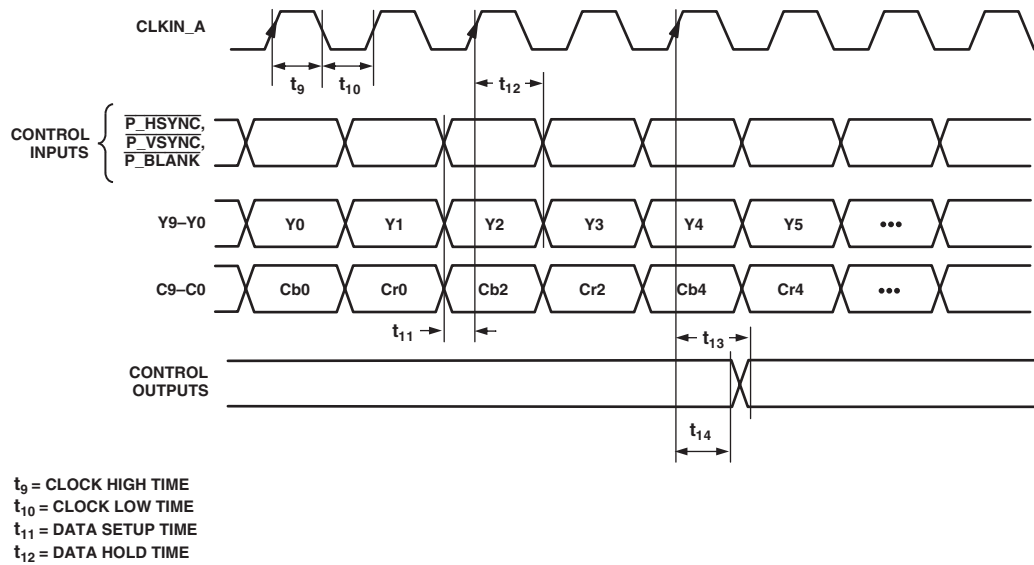 CLKIN_A
t9
t10
t12
CONTROL
INPUTS
P_HSYNC,
P_VSYNC,
P_BLANK
Y9–Y0
Y0
Y1
Y2
Y3
Y4
Y5
•••
C9–C0
Cb0
Cr0
Cb2
Cr2
Cb4
Cr4
•••
t11
t13
CONTROL
OUTPUTS
t14
t9 = CLOCK HIGH TIME
t10 = CLOCK LOW TIME
t11 = DATA SETUP TIME
t12 = DATA HOLD TIME